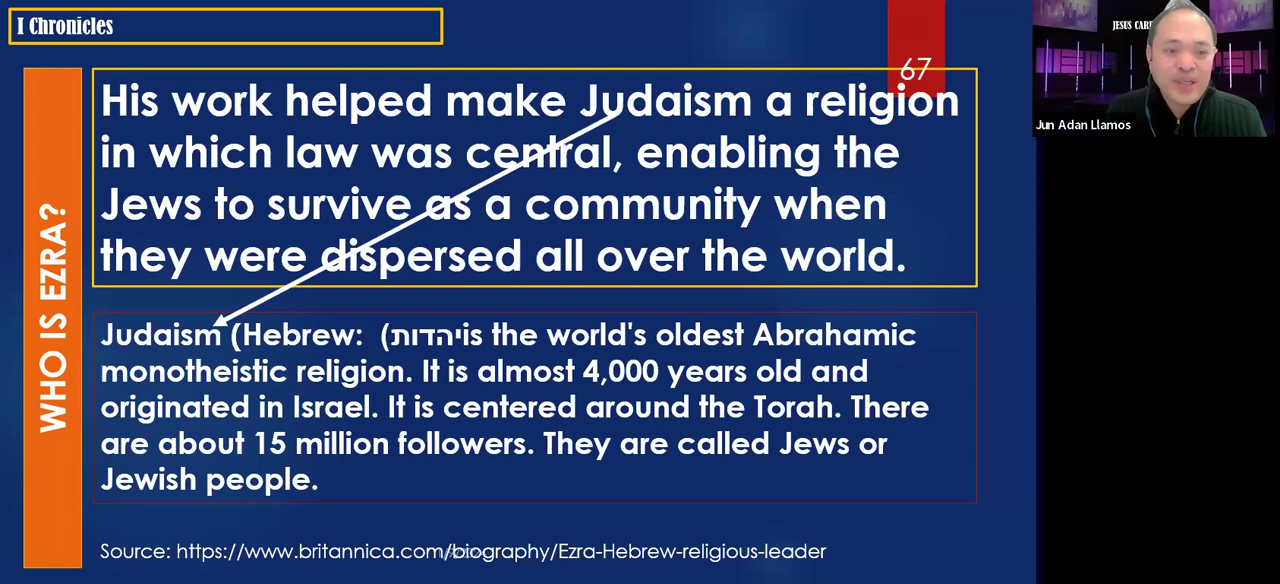 I Chronicles
67
WHO IS EZRA?
His work helped make Judaism a religion
in which law was central, enabling the
Jews to survive as a community when
they were dispersed all over the world.
Judaism (Hebrew:  (יהדותis the world's oldest Abrahamic
monotheistic religion. It is almost 4,000 years old and
originated in Israel. It is centered around the Torah. There
are about 15 million followers. They are called Jews or
Jewish people.
Source: https://www.britannica.com/biography/Ezra-Hebrew-religious-leader
Jun Adan Llamos